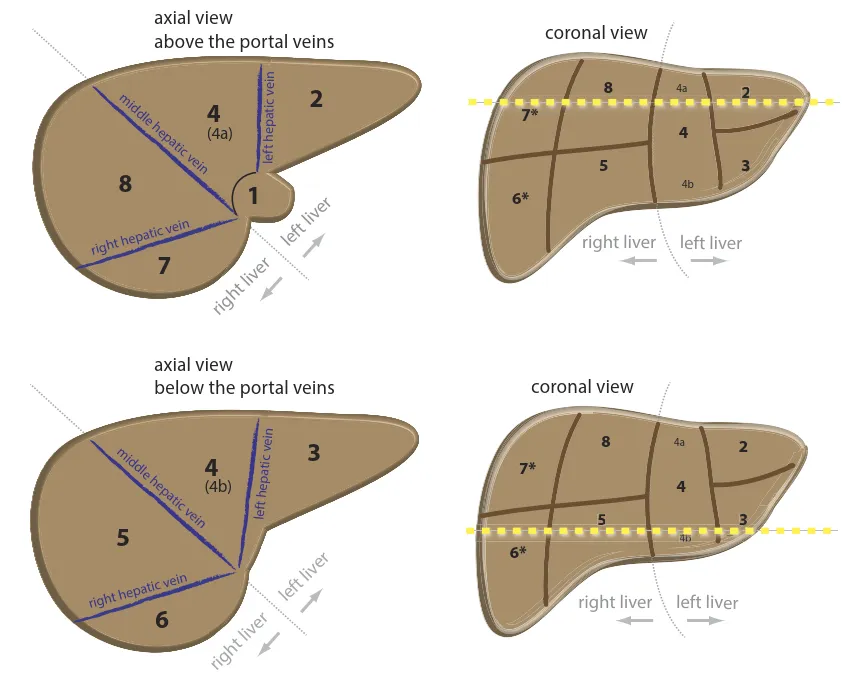 axial view
above the portal veins
middle hepatic vein
4
(4a)
left hepatic vein
2
8
1
right hepatic vein
7
right liver
left liver
coronal view
8
4a
2
7*
4
5
3
6*
4b
right liver
left liver
axial view
below the portal veins
middle hepatic vein
4
(4b)
left hepatic vein
3
5
right hepatic vein
6
right liver
left liver
coronal view
8
4a
2
7*
4
5
3
4b
6*
right liver
left liver